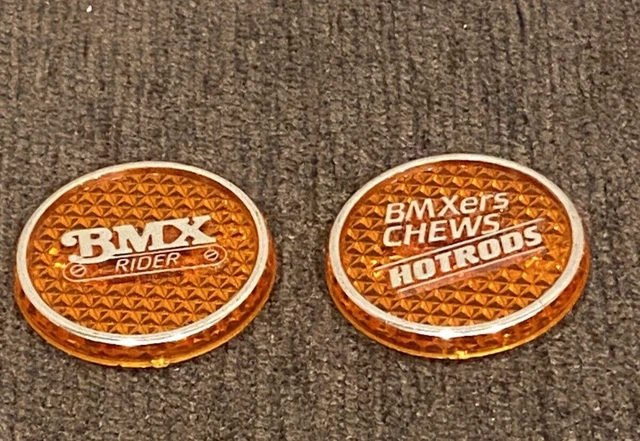 BMX
RIDER
BMXers
CHEWS
HOTRODS